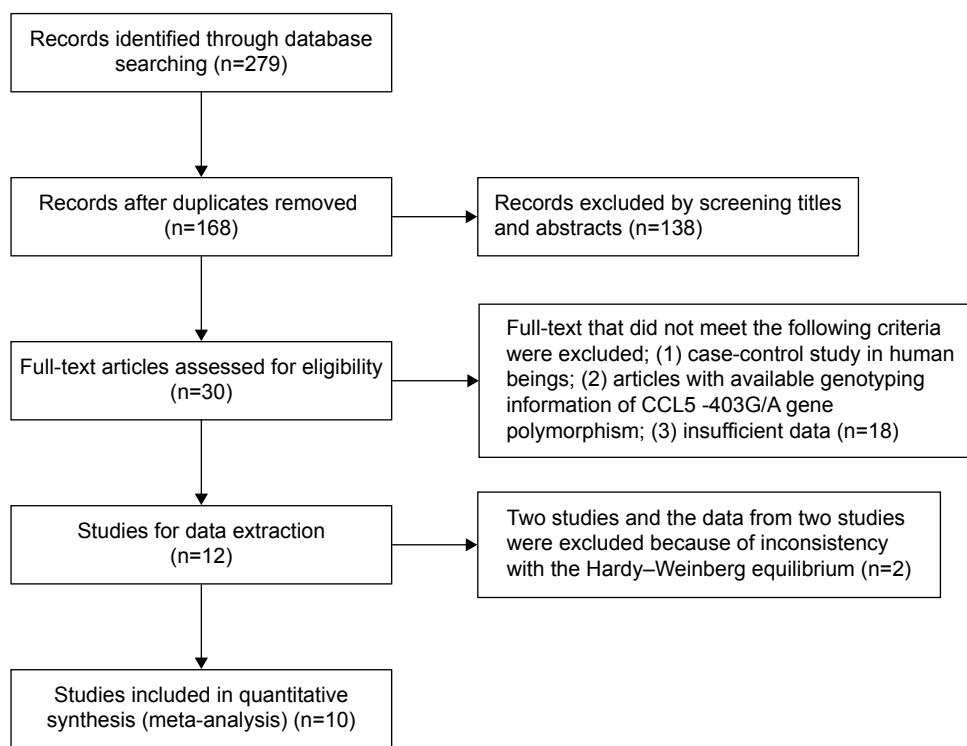 Records identified through database
searching (n=279)
Records after duplicates removed
(n=168)
Records excluded by screening titles
and abstracts (n=138)
Full-text articles assessed for eligibility
(n=30)
Full-text that did not meet the following criteria
were excluded; (1) case-control study in human
beings; (2) articles with available genotyping
information of CCL5 -403G/A gene
polymorphism; (3) insufficient data (n=18)
Studies for data extraction
(n=12)
Two studies and the data from two studies
were excluded because of inconsistency
with the Hardy–Weinberg equilibrium (n=2)
Studies included in quantitative
synthesis (meta-analysis) (n=10)